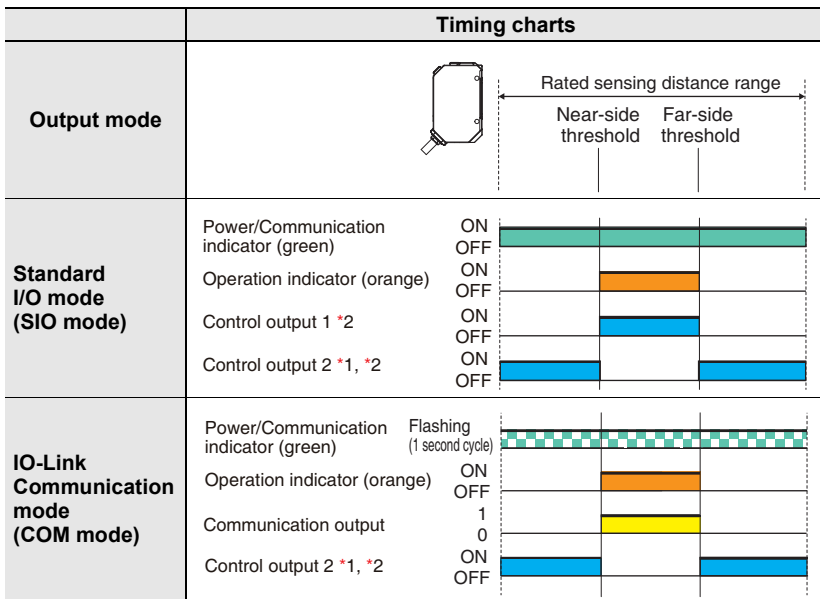 Timing charts
Output mode
Rated sensing distance range
Near-side
threshold
Far-side
threshold
Standard
I/O mode
(SIO mode)
Power/Communication
indicator (green)
ON
OFF
Operation indicator (orange)
ON
OFF
Control output 1 *2
ON
OFF
Control output 2 *1, *2
ON
OFF
IO-Link
Communication
mode
(COM mode)
Power/Communication
indicator (green)
Flashing
(1 second cycle)
Operation indicator (orange)
ON
OFF
Communication output
1
0
Control output 2 *1, *2
ON
OFF